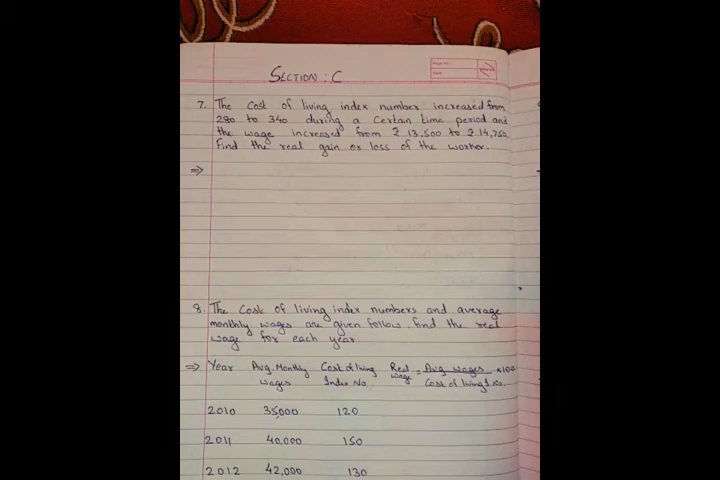 SECTION : C
7. The Cost of living index number increased from
280 to 340 during a Certan time period and
the wage increased from ₹ 13,500 to ₹ 14,750
Find the real gain or loss of the worker.
⇒
8. The Cost of living index numbers and average
monthly wages are given follow. find the real
wage for each year
⇒ Year Avg. Monthly wages Cost of living Index No. Real wage = Avg wages / Cost of living I. No. × 100
2010 35,000 120
2011 40,000 150
2012 42,000 130